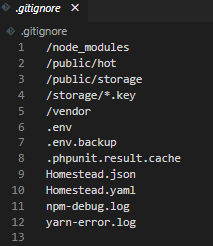 .gitignore
.gitignore
1 /node_modules
2 /public/hot
3 /public/storage
4 /storage/*.key
5 /vendor
6 .env
7 .env.backup
8 .phpunit.result.cache
9 Homestead.json
10 Homestead.yaml
11 npm-debug.log
12 yarn-error.log
13